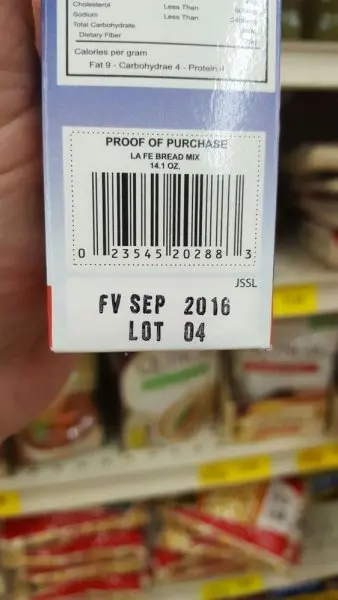 Cholesterol Less Than
Sodium Less Than
Total Carbohydrate
Dietary Fiber
Calories per gram
Fat 9 - Carbohydrae 4 - Protein 4
PROOF OF PURCHASE
LA FE BREAD MIX
14.1 OZ.
0 23545 20288 3
JSSL
FV SEP 2016
LOT 04